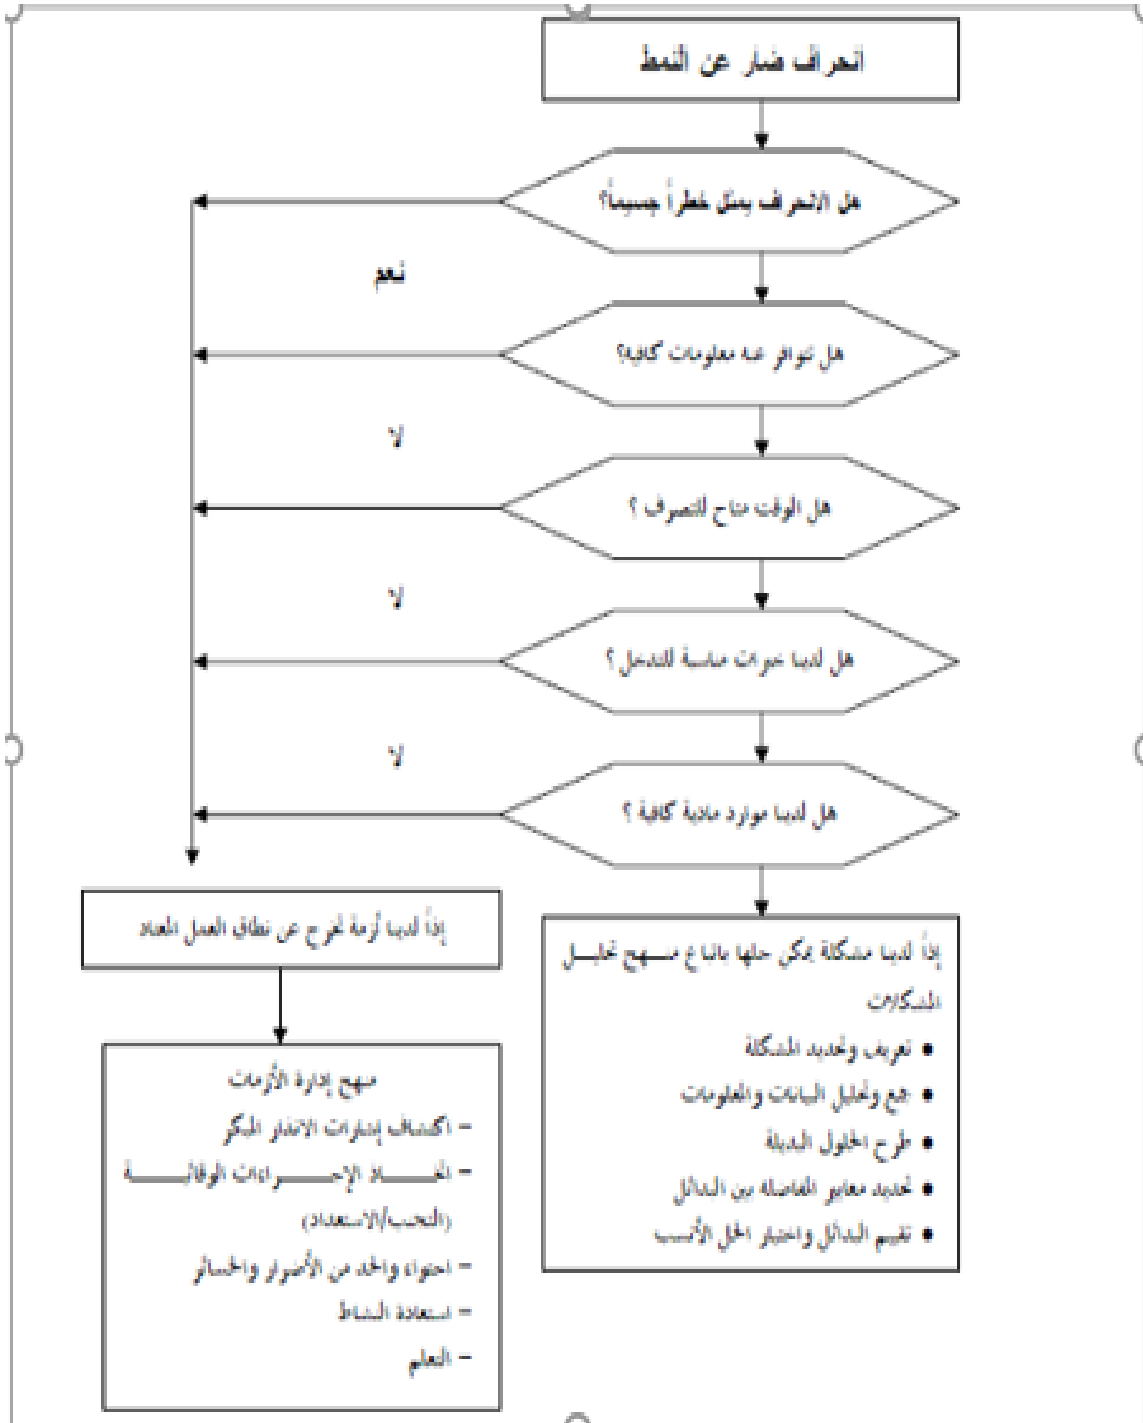 انحراف ضار عن النمط
هل الانحراف يمثل خطراً جسيماً؟
نعم
هل تتوافر عنه معلومات كافية؟
لا
هل الوقت متاح للتصرف ؟
لا
هل لدينا خبرات مناسبة للتدخل ؟
لا
هل لدينا موارد مادية كافية ؟
إذاً لدينا مشكلة يمكن حلها باتباع منهج تحليل
المشكلات
• تعريف وتحديد المشكلة
• جمع وتحليل البيانات والمعلومات
• طرح الحلول البديلة
• تحديد معايير المفاضلة بين البدائل
• تقييم البدائل واختيار الحل الأنسب
إذاً لدينا أزمة تخرج عن نطاق العمل المعتاد
منهج إدارة الأزمات
– اكتشاف إشارات الانذار المبكر
– اتخاذ الإجراءات الوقائية
(التجنب/الاستعداد)
– احتواء والحد من الأضرار والخسائر
– استعادة النشاط
– التعلم